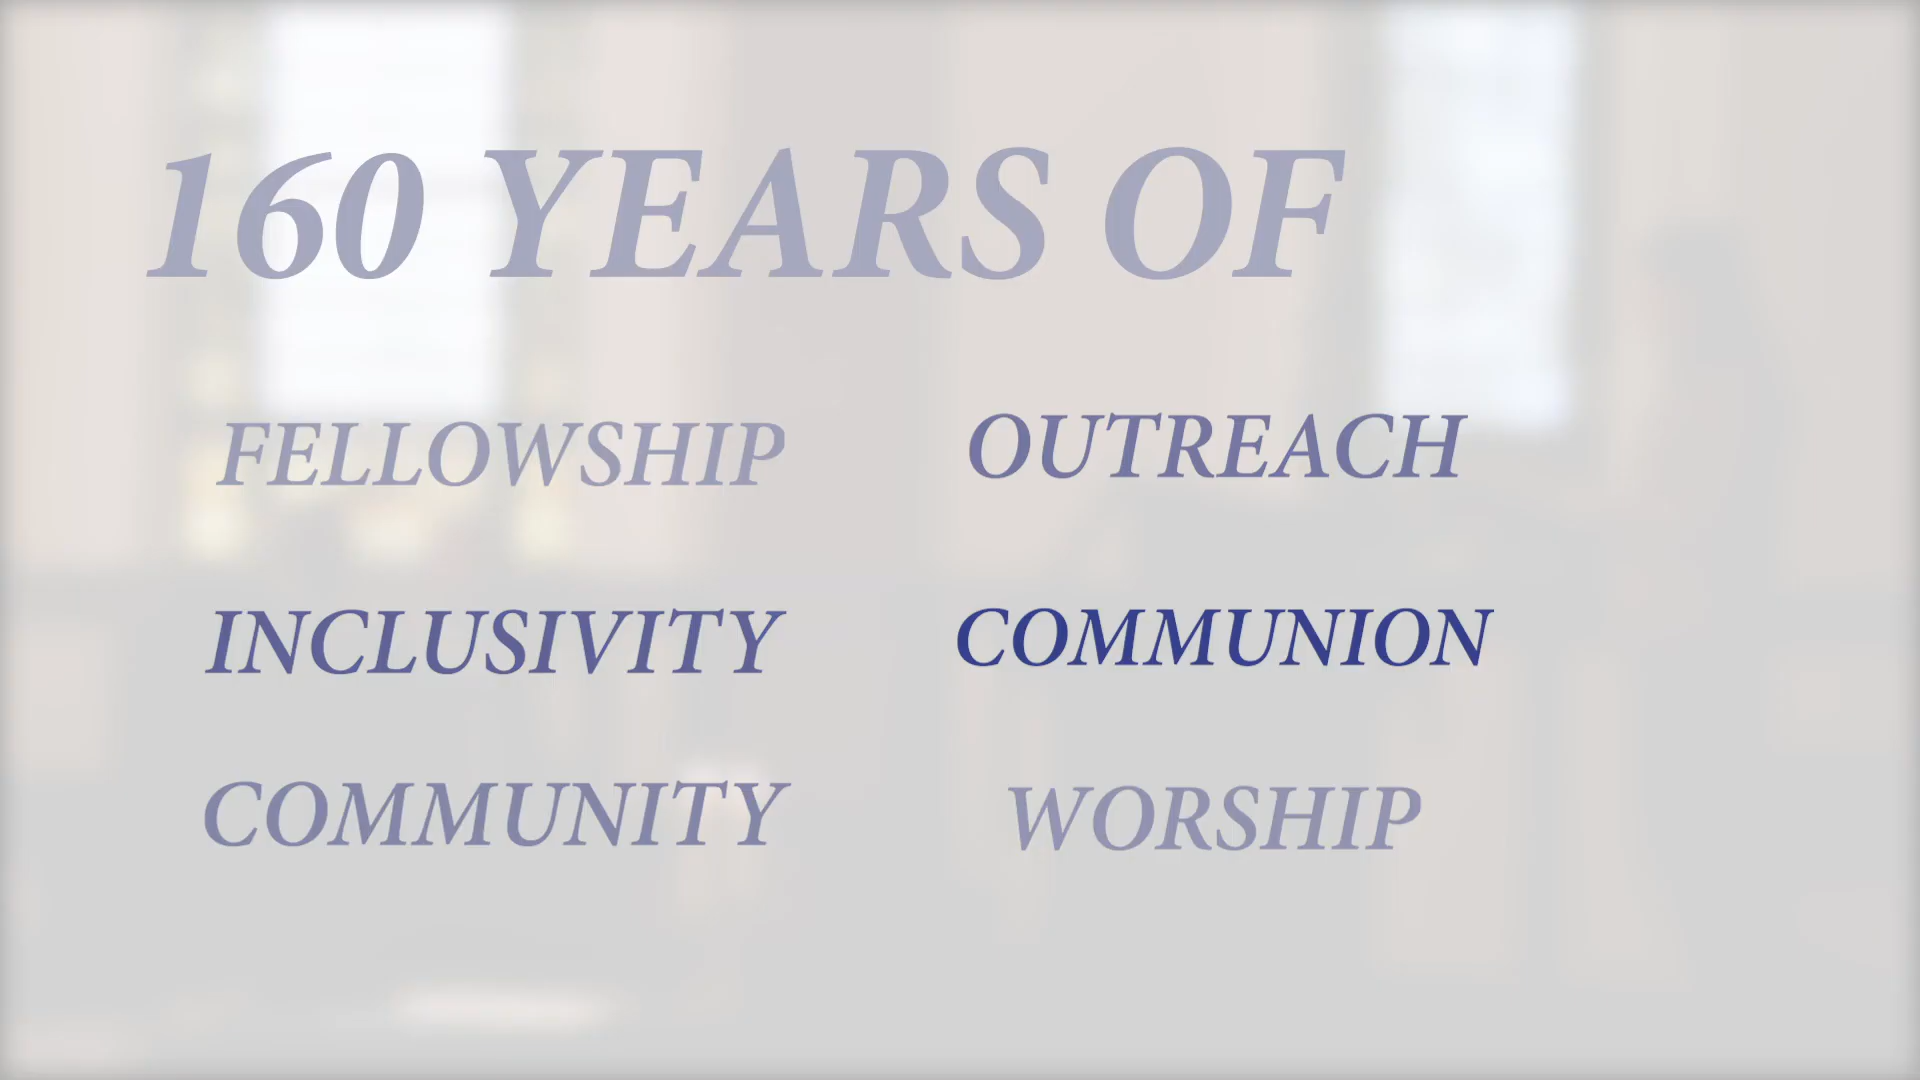 160 YEARS OF
FELLOWSHIP
OUTREACH
INCLUSIVITY
COMMUNION
COMMUNITY
WORSHIP